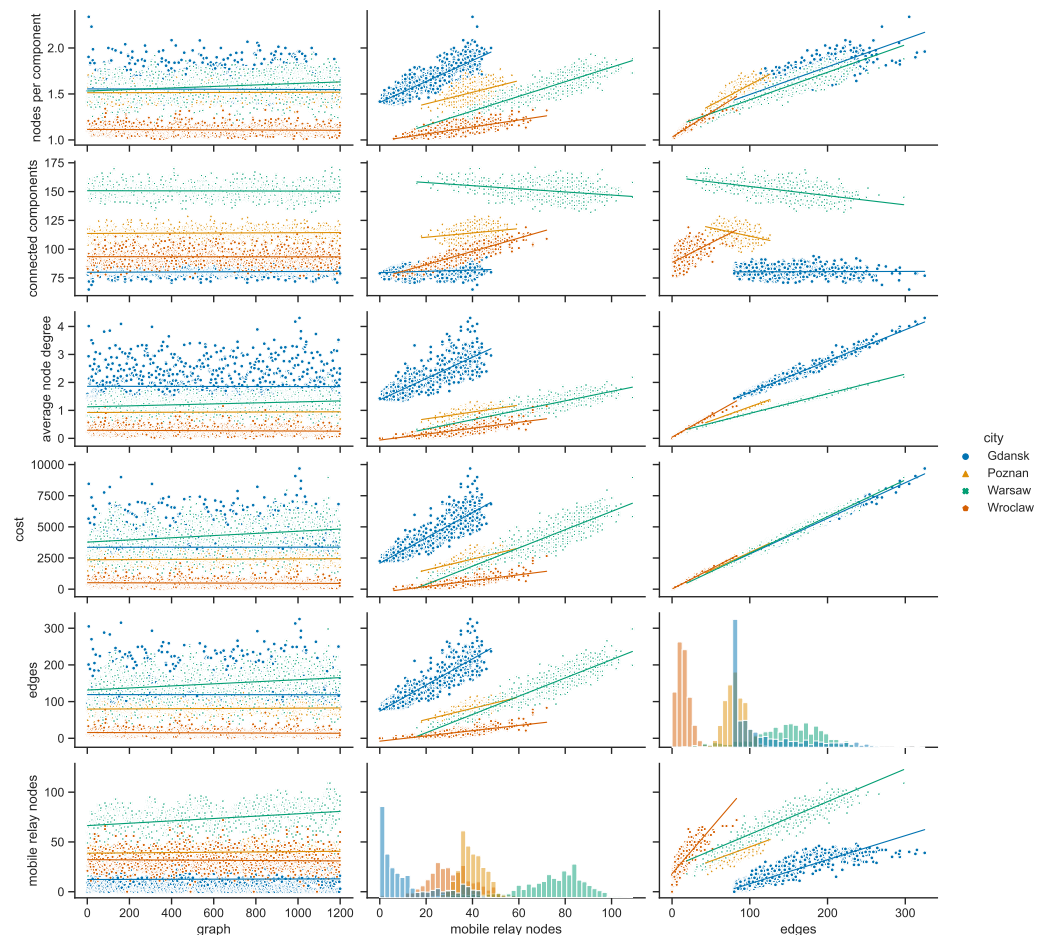 nodes per component
2.0
1.5
1.0
connected components
175
150
125
100
75
average node degree
4
3
2
1
0
cost
10000
7500
5000
2500
0
edges
300
200
100
0
mobile relay nodes
100
50
0
0 200 400 600 800 1000 1200
graph
0 20 40 60 80 100
mobile relay nodes
0 100 200 300
edges
city
Gdansk
Poznan
Warsaw
Wroclaw